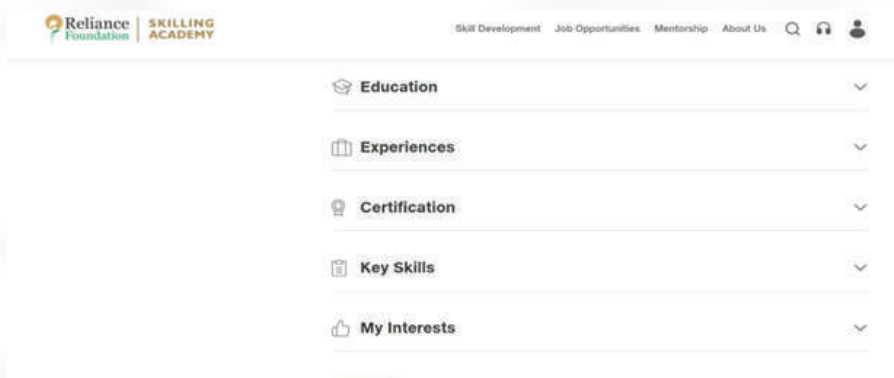 Reliance Foundation | SKILLING ACADEMY
Skill Development Job Opportunities Mentorship About Us
Education
Experiences
Certification
Key Skills
My Interests